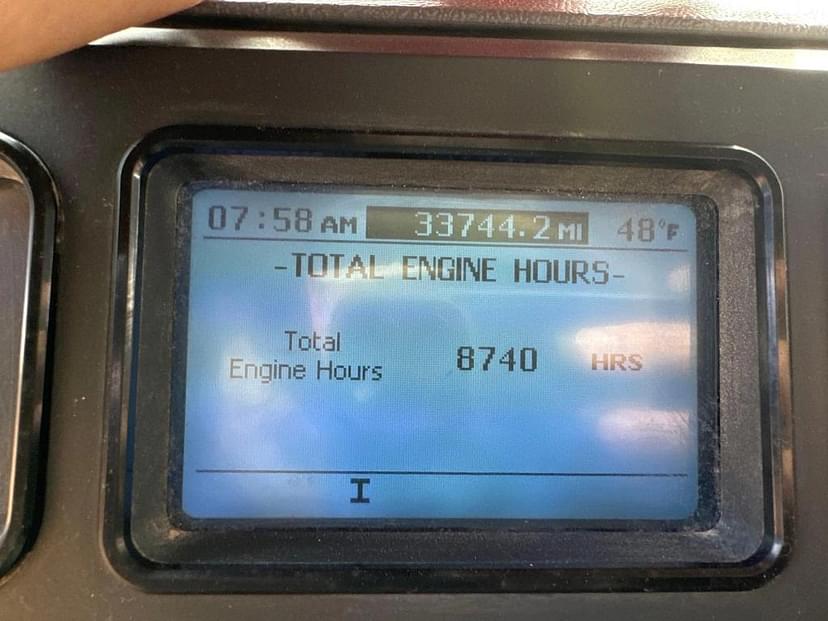 07:58 AM 33744.2 MI 48°F
-TOTAL ENGINE HOURS-
Total
Engine Hours 8740 HRS
I